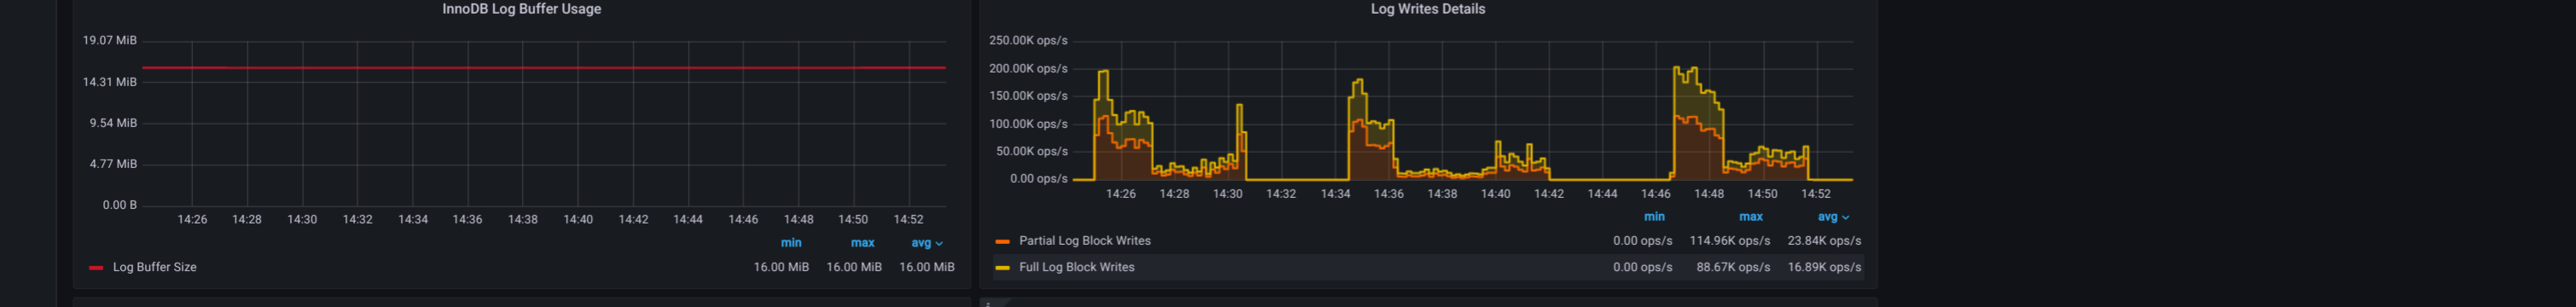 InnoDB Log Buffer Usage
19.07 MiB
14.31 MiB
9.54 MiB
4.77 MiB
0.00 B
14:26 14:28 14:30 14:32 14:34 14:36 14:38 14:40 14:42 14:44 14:46 14:48 14:50 14:52
min max avg
Log Buffer Size 16.00 MiB 16.00 MiB 16.00 MiB
Log Writes Details
250.00K ops/s
200.00K ops/s
150.00K ops/s
100.00K ops/s
50.00K ops/s
0.00 ops/s
14:26 14:28 14:30 14:32 14:34 14:36 14:38 14:40 14:42 14:44 14:46 14:48 14:50 14:52
min max avg
Partial Log Block Writes 0.00 ops/s 114.96K ops/s 23.84K ops/s
Full Log Block Writes 0.00 ops/s 88.67K ops/s 16.89K ops/s